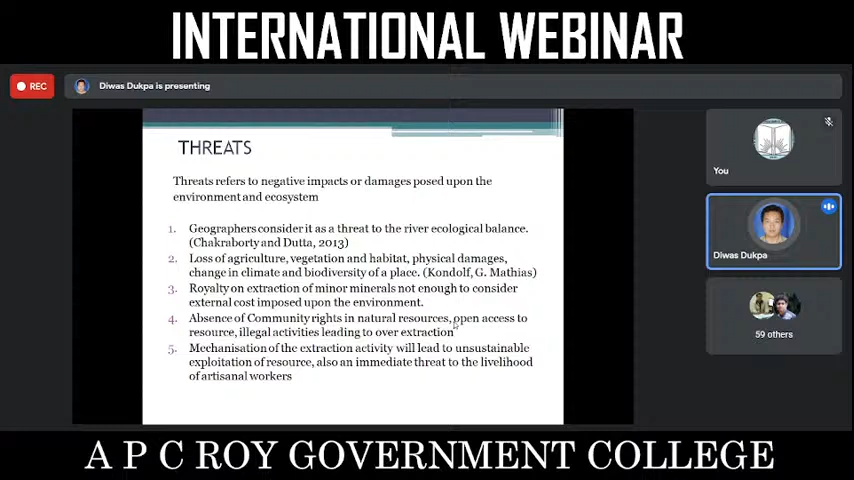 INTERNATIONAL WEBINAR
REC
Diwas Dukpa is presenting
THREATS
Threats refers to negative impacts or damages posed upon the
environment and ecosystem
1. Geographers consider it as a threat to the river ecological balance.
(Chakraborty and Dutta, 2013)
2. Loss of agriculture, vegetation and habitat, physical damages,
change in climate and biodiversity of a place. (Kondolf, G. Mathias)
3. Royalty on extraction of minor minerals not enough to consider
external cost imposed upon the environment.
4. Absence of Community rights in natural resources, open access to
resource, illegal activities leading to over extraction
5. Mechanisation of the extraction activity will lead to unsustainable
exploitation of resource, also an immediate threat to the livelihood
of artisanal workers
You
Diwas Dukpa
59 others
A P C ROY GOVERNMENT COLLEGE